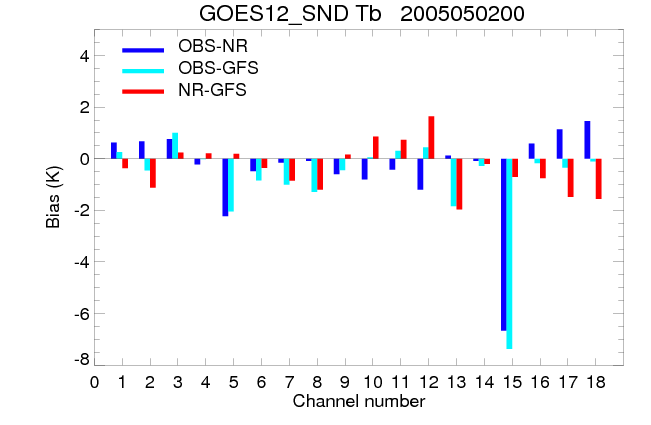 GOES12_SND Tb 2005050200
OBS-NR
OBS-GFS
NR-GFS
4
2
0
-2
-4
-6
-8
Bias (K)
0 1 2 3 4 5 6 7 8 9 10 11 12 13 14 15 16 17 18
Channel number